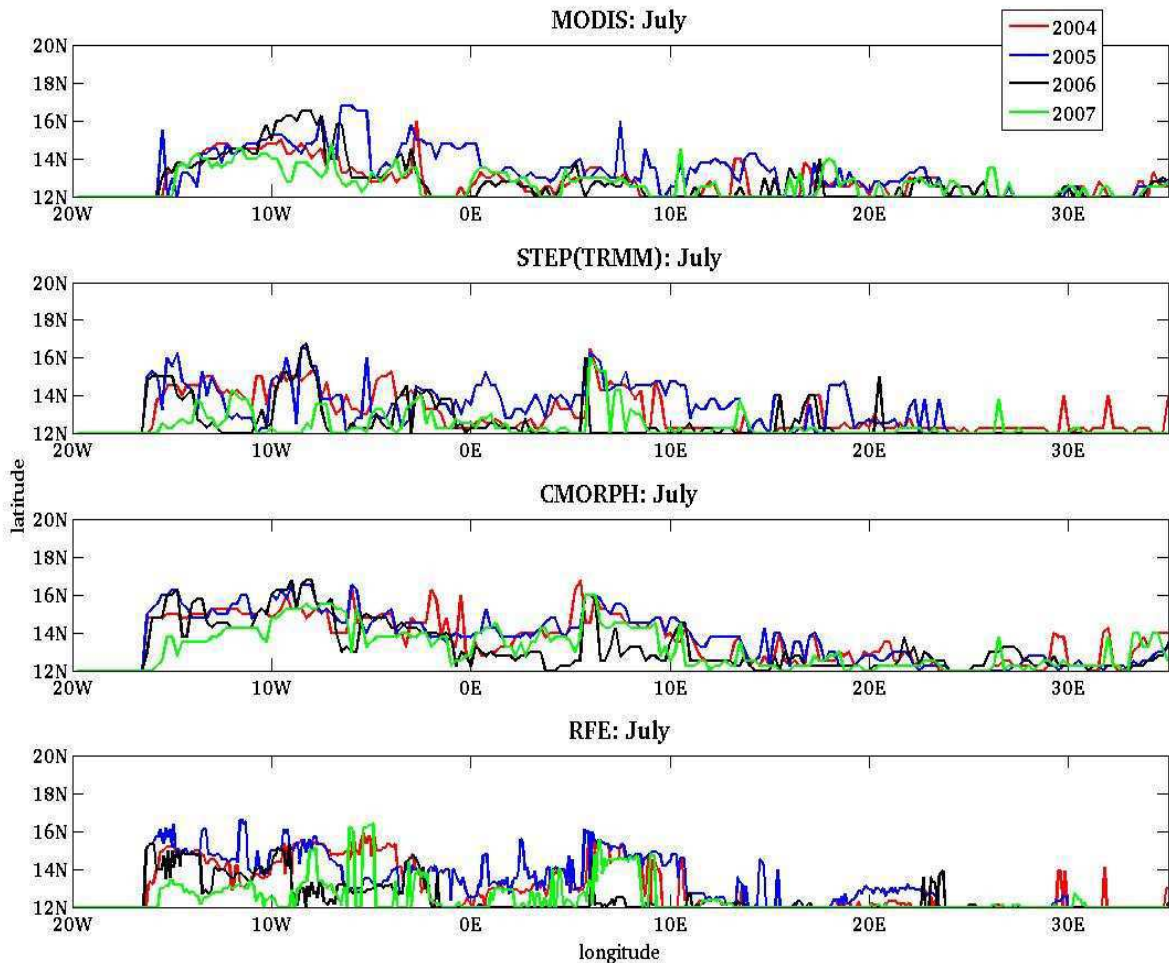 MODIS: July
2004
2005
2006
2007
20N
18N
16N
14N
12N
20W 10W 0E 10E 20E 30E
STEP(TRMM): July
20N
18N
16N
14N
12N
20W 10W 0E 10E 20E 30E
latitude
CMORPH: July
20N
18N
16N
14N
12N
20W 10W 0E 10E 20E 30E
RFE: July
20N
18N
16N
14N
12N
20W 10W 0E 10E 20E 30E
longitude